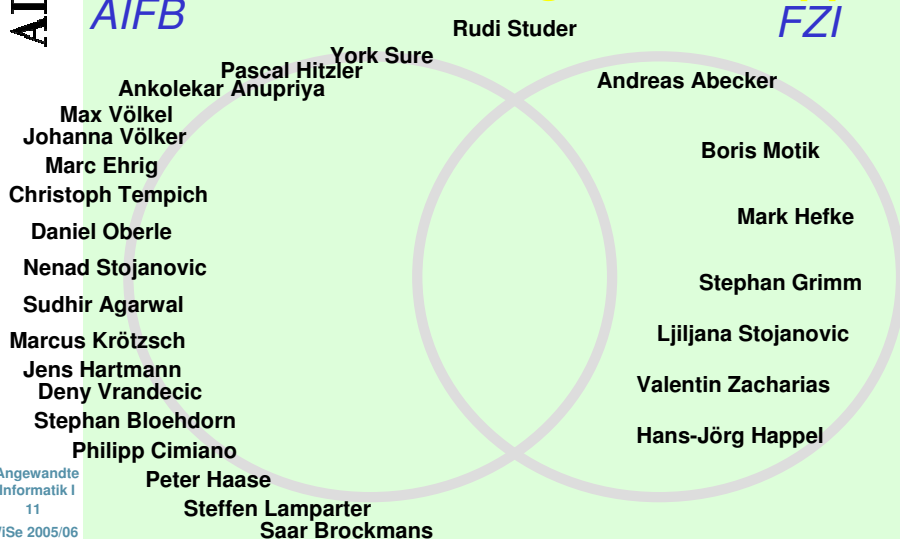 AIFB
FZI
Rudi Studer
York Sure
Pascal Hitzler
Andreas Abecker
Ankolekar Anupriya
Max Völkel
Johanna Völker
Boris Motik
Marc Ehrig
Christoph Tempich
Mark Hefke
Daniel Oberle
Nenad Stojanovic
Stephan Grimm
Sudhir Agarwal
Ljiljana Stojanovic
Marcus Krötzsch
Jens Hartmann
Valentin Zacharias
Deny Vrandecic
Stephan Bloehdorn
Hans-Jörg Happel
Philipp Cimiano
Angewandte
Informatik I
Peter Haase
11
Steffen Lamparter
WiSe 2005/06
Saar Brockmans